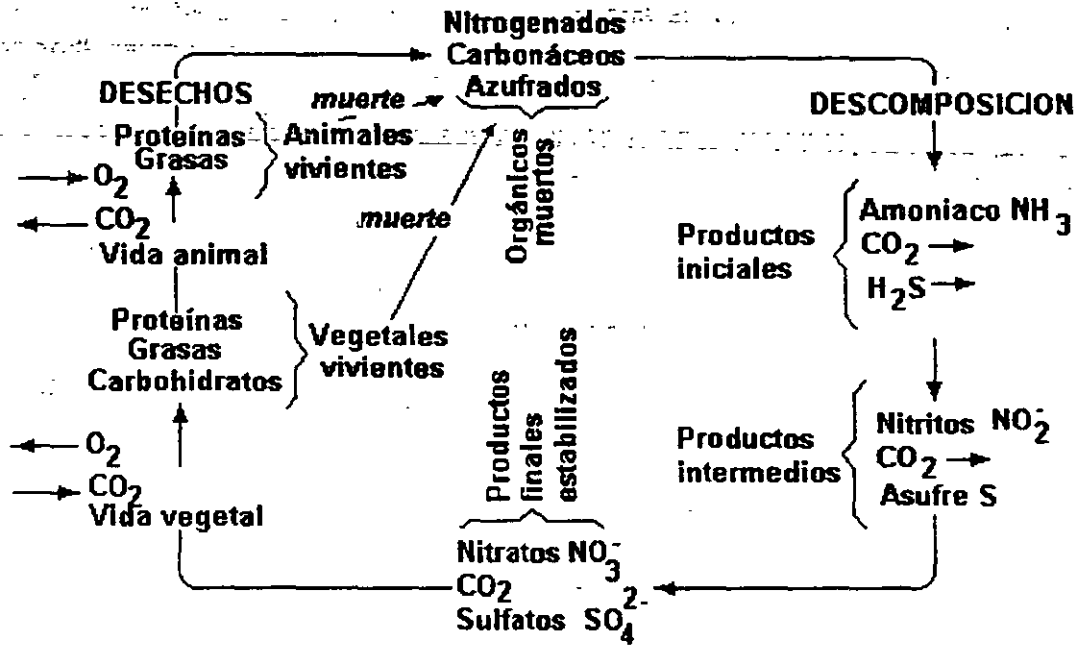 Nitrogenados
Carbonáceos
Azufrados
Orgánicos
muertos
DESECHOS
Proteínas
Grasas
Animales
vivientes
muerte
O2
CO2
Vida animal
muerte
Proteínas
Grasas
Carbohidratos
Vegetales
vivientes
O2
CO2
Vida vegetal
DESCOMPOSICION
Productos
iniciales
Amoniaco NH3
CO2
H2S
Productos
intermedios
Nitritos NO2-
CO2
Asufre S
Productos
finales
estabilizados
Nitratos NO3-
CO2
Sulfatos SO4 2-